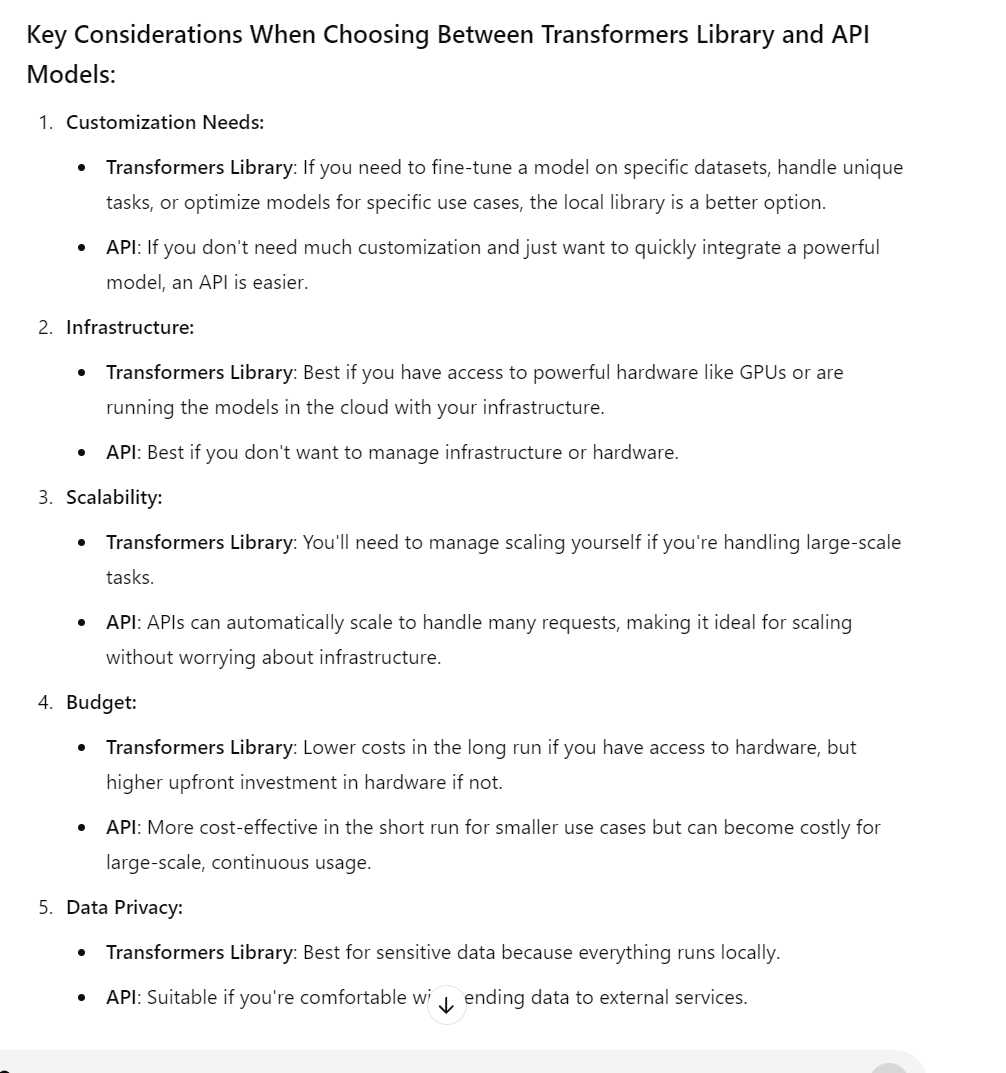 Key Considerations When Choosing Between Transformers Library and API
Models:
1. Customization Needs:
• Transformers Library: If you need to fine-tune a model on specific datasets, handle unique
tasks, or optimize models for specific use cases, the local library is a better option.
• API: If you don't need much customization and just want to quickly integrate a powerful
model, an API is easier.
2. Infrastructure:
• Transformers Library: Best if you have access to powerful hardware like GPUs or are
running the models in the cloud with your infrastructure.
• API: Best if you don't want to manage infrastructure or hardware.
3. Scalability:
• Transformers Library: You'll need to manage scaling yourself if you're handling large-scale
tasks.
• API: APIs can automatically scale to handle many requests, making it ideal for scaling
without worrying about infrastructure.
4. Budget:
• Transformers Library: Lower costs in the long run if you have access to hardware, but
higher upfront investment in hardware if not.
• API: More cost-effective in the short run for smaller use cases but can become costly for
large-scale, continuous usage.
5. Data Privacy:
• Transformers Library: Best for sensitive data because everything runs locally.
• API: Suitable if you're comfortable data to external services.